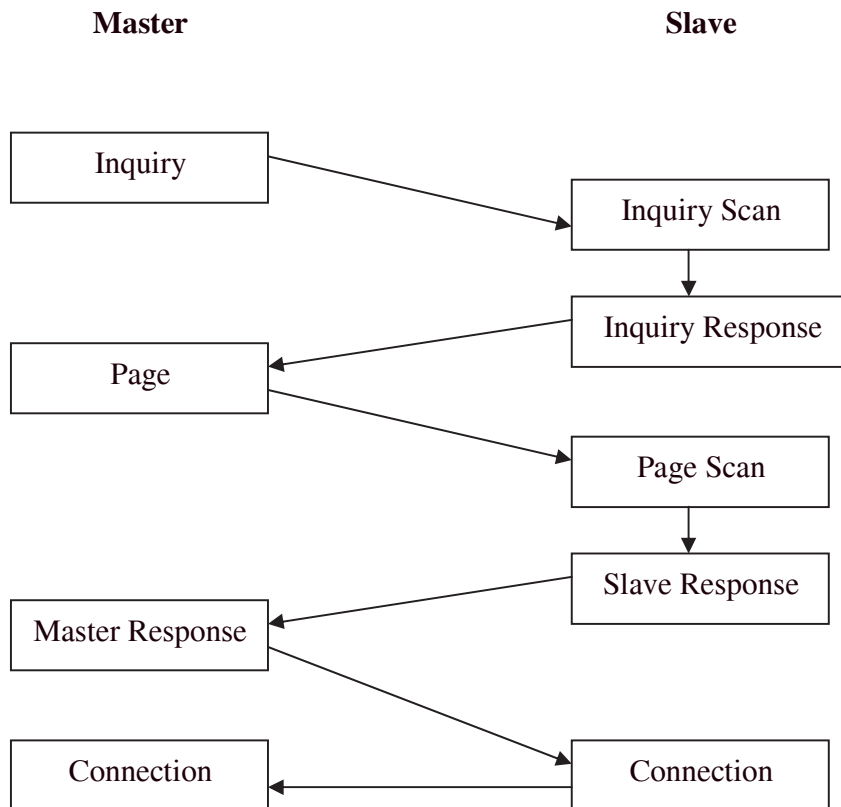 Master
Slave
Inquiry
Inquiry Scan
Inquiry Response
Page
Page Scan
Slave Response
Master Response
Connection
Connection